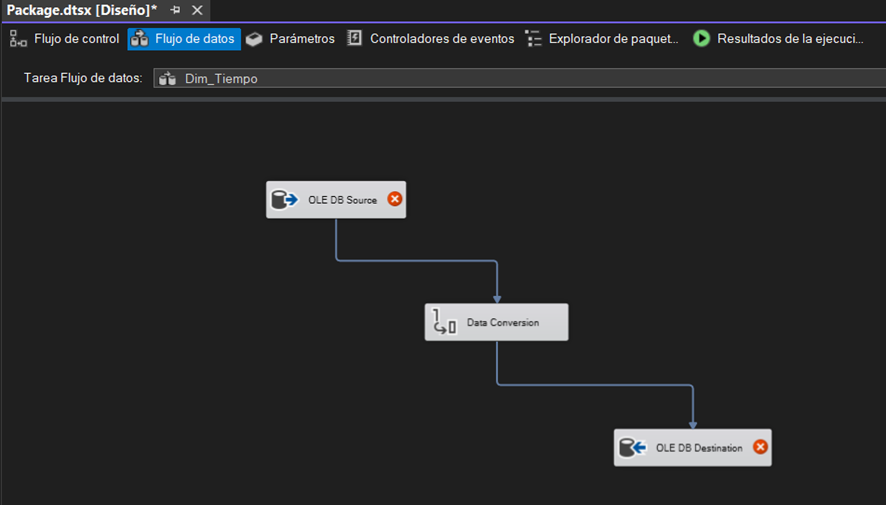 Package.dtsx [Diseño]*
Flujo de control Flujo de datos Parámetros Controladores de eventos Explorador de paquet... Resultados de la ejecuci...
Tarea Flujo de datos: Dim_Tiempo
OLE DB Source
Data Conversion
OLE DB Destination